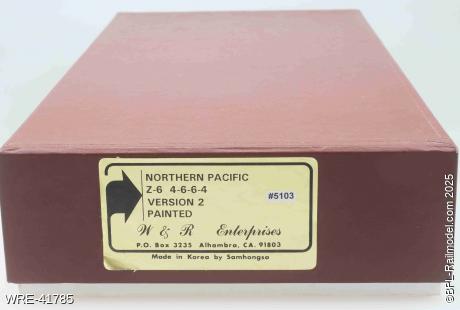 NORTHERN PACIFIC
Z-6 4-6-6-4
VERSION 2
PAINTED
#5103
W & R Enterprises
P.O. Box 3235 Alhambra, CA. 91803
Made in Korea by Samhongsa
WRE-41785
©BPL-Railmodel.com 2025